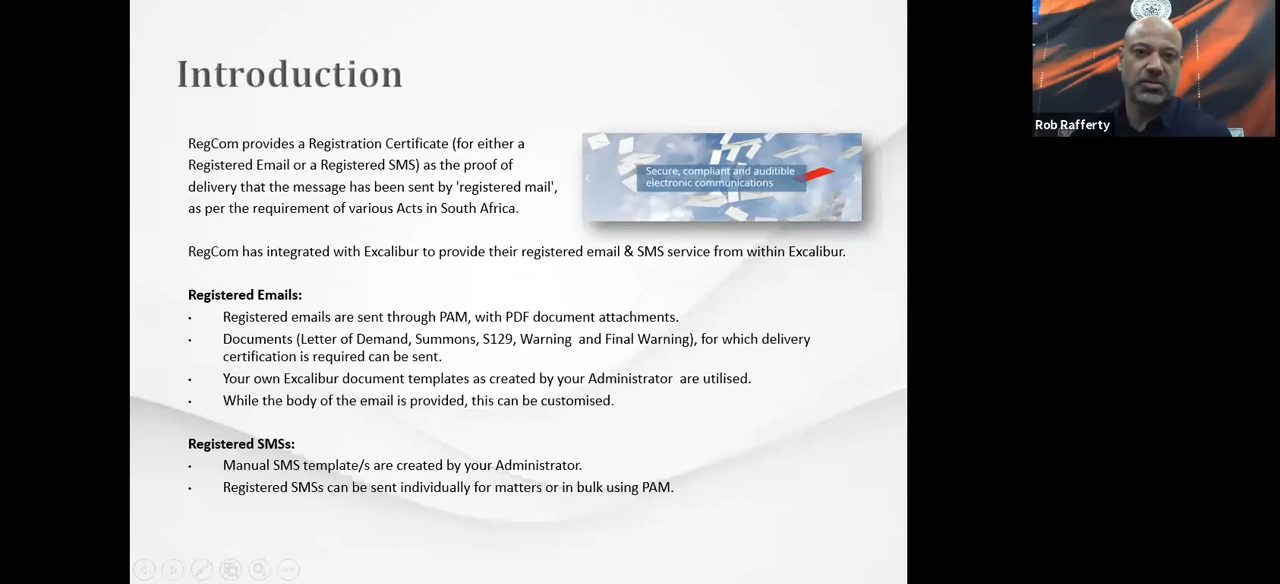 Introduction
RegCom provides a Registration Certificate (for either a
Registered Email or a Registered SMS) as the proof of
delivery that the message has been sent by 'registered mail',
as per the requirement of various Acts in South Africa.
Secure, compliant and auditible
electronic communications
RegCom has integrated with Excalibur to provide their registered email & SMS service from within Excalibur.
Registered Emails:
• Registered emails are sent through PAM, with PDF document attachments.
• Documents (Letter of Demand, Summons, S129, Warning and Final Warning), for which delivery
certification is required can be sent.
• Your own Excalibur document templates as created by your Administrator are utilised.
• While the body of the email is provided, this can be customised.
Registered SMSs:
• Manual SMS template/s are created by your Administrator.
• Registered SMSs can be sent individually for matters or in bulk using PAM.
Rob Rafferty